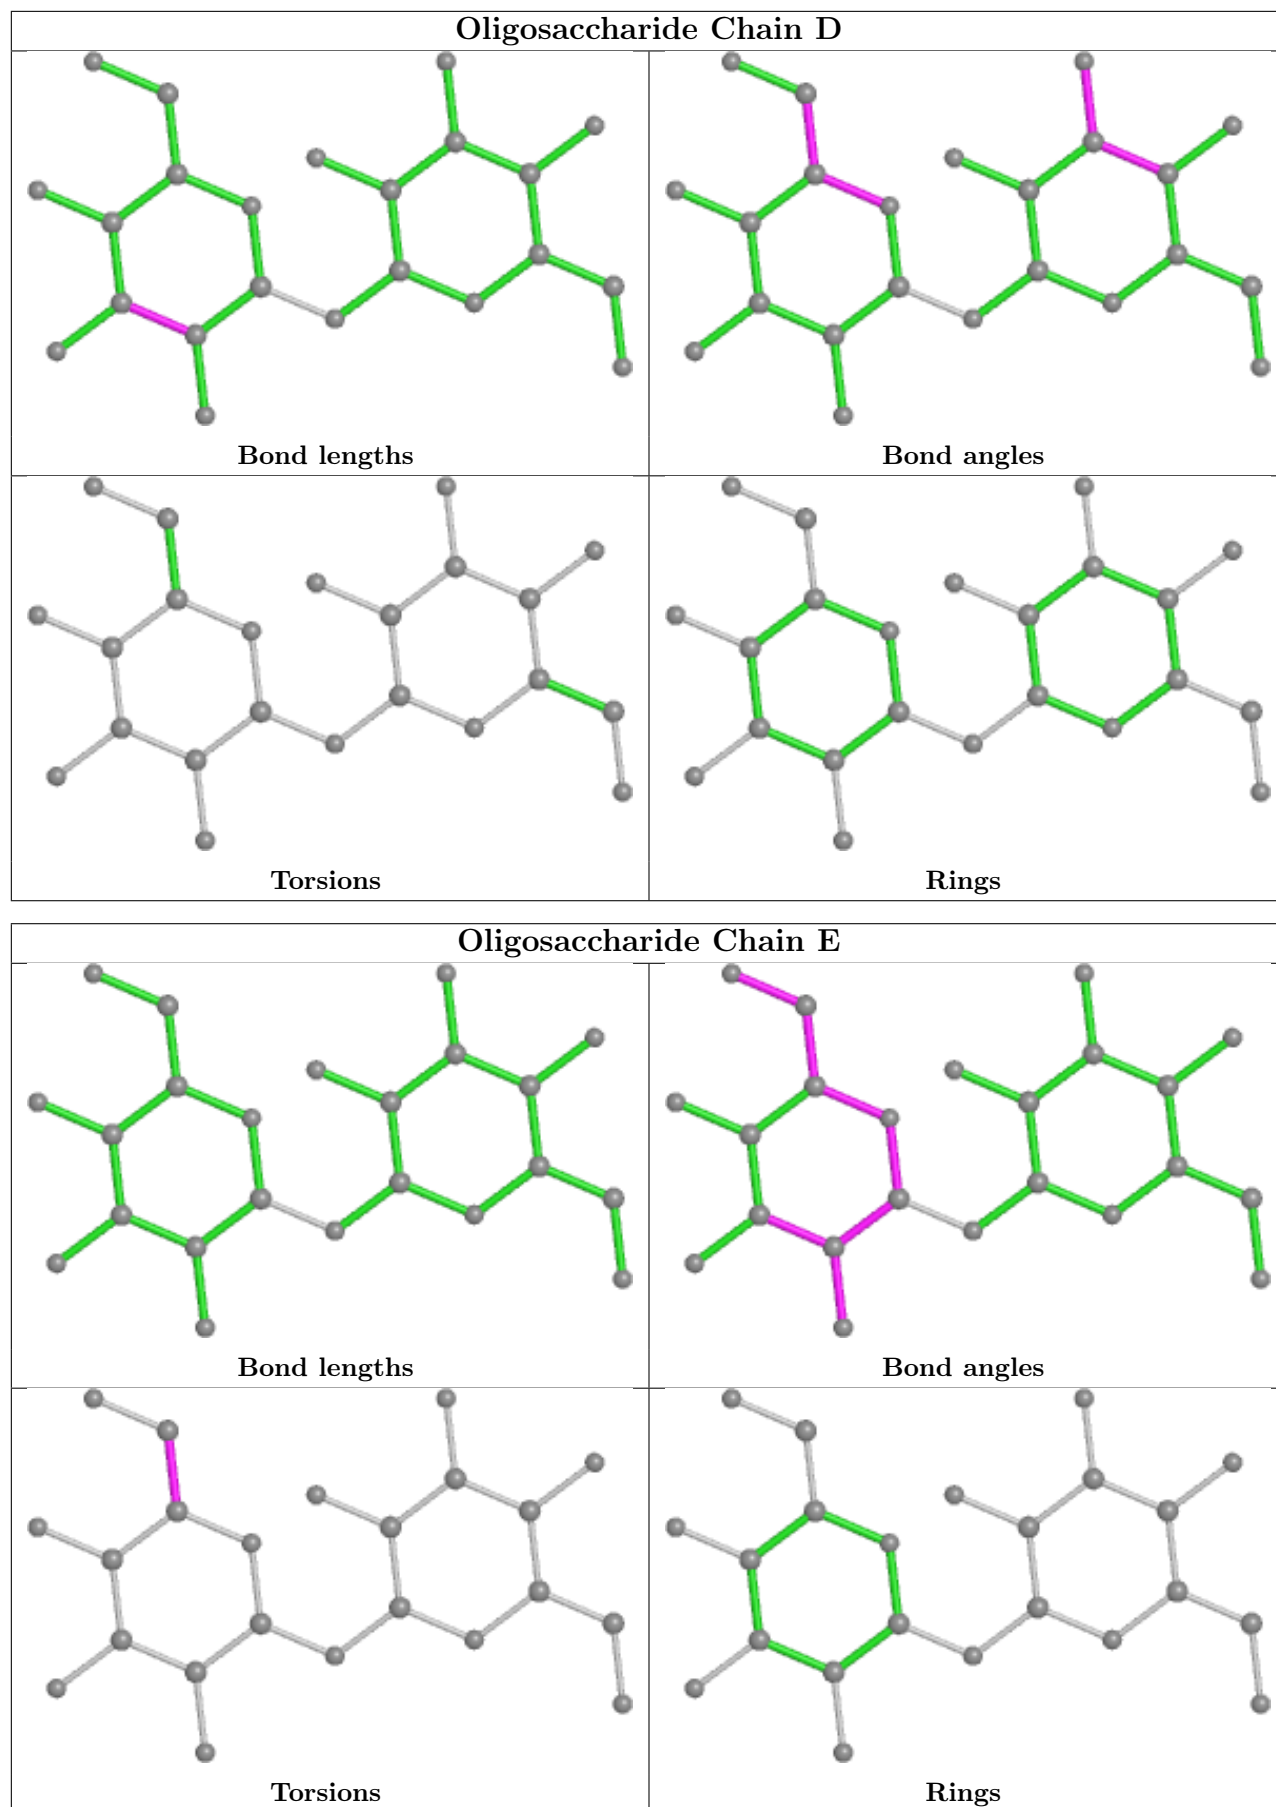 Oligosaccharide Chain D
Bond lengths
Bond angles
Torsions
Rings
Oligosaccharide Chain E
Bond lengths
Bond angles
Torsions
Rings